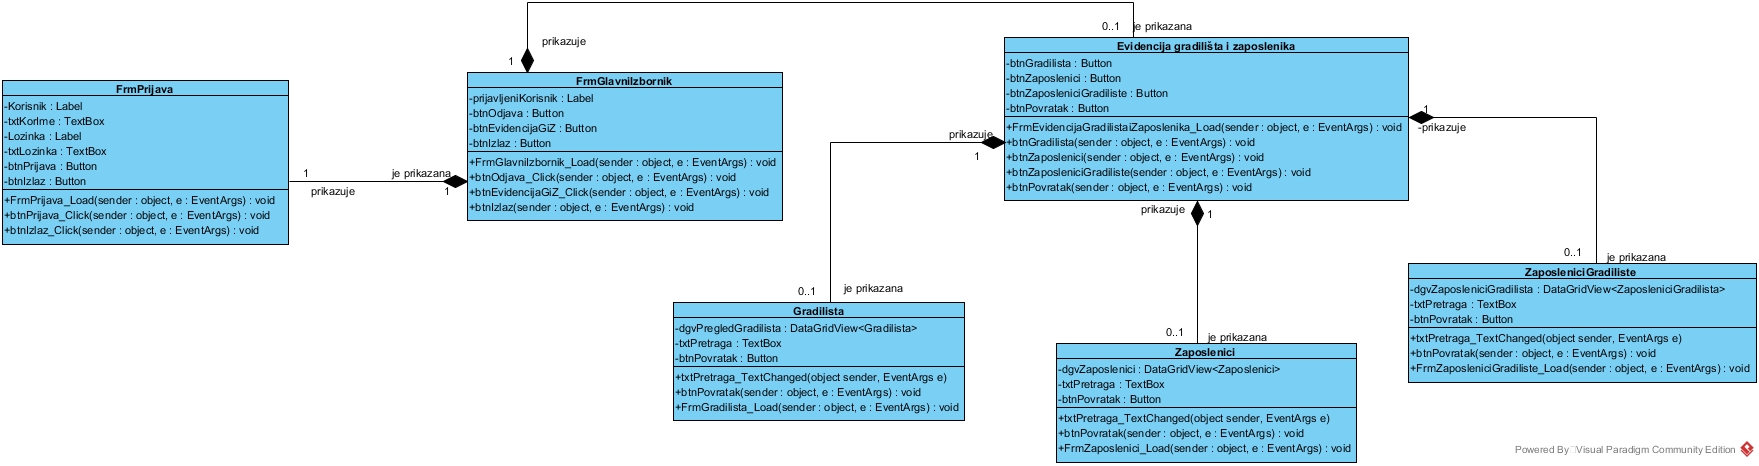 FrmPrijava
-Korisnik : Label
-txtKorIme : TextBox
-Lozinka : Label
-txtLozinka : TextBox
-btnPrijava : Button
-btnIzlaz : Button
+FrmPrijava_Load(sender : object, e : EventArgs) : void
+btnPrijava_Click(sender : object, e : EventArgs) : void
+btnIzlaz_Click(sender : object, e : EventArgs) : void
1
prikazuje
je prikazana
1
FrmGlavniIzbornik
-prijavljeniKorisnik : Label
-btnOdjava : Button
-btnEvidencijaGiZ : Button
-btnIzlaz : Button
+FrmGlavniIzbornik_Load(sender : object, e : EventArgs) : void
+btnOdjava_Click(sender : object, e : EventArgs) : void
+btnEvidencijaGiZ_Click(sender : object, e : EventArgs) : void
+btnIzlaz(sender : object, e : EventArgs) : void
prikazuje
1
0..1
je prikazana
Evidencija gradilišta i zaposlenika
-btnGradilista : Button
-btnZaposlenici : Button
-btnZaposleniciGradiliste : Button
-btnPovratak : Button
+FrmEvidencijaGradilistaiZaposlenika_Load(sender : object, e : EventArgs) : void
+btnGradilista(sender : object, e : EventArgs) : void
+btnZaposlenici(sender : object, e : EventArgs) : void
+btnZaposleniciGradiliste(sender : object, e : EventArgs) : void
+btnPovratak(sender : object, e : EventArgs) : void
prikazuje
1
0..1
je prikazana
Gradilista
-dgvPregledGradilista : DataGridView<Gradilista>
-txtPretraga : TextBox
-btnPovratak : Button
+txtPretraga_TextChanged(object sender, EventArgs e)
+btnPovratak(sender : object, e : EventArgs) : void
+FrmGradilista_Load(sender : object, e : EventArgs) : void
prikazuje
1
0..1
je prikazana
Zaposlenici
-dgvZaposlenici : DataGridView<Zaposlenici>
-txtPretraga : TextBox
-btnPovratak : Button
+txtPretraga_TextChanged(object sender, EventArgs e)
+btnPovratak(sender : object, e : EventArgs) : void
+FrmZaposlenici_Load(sender : object, e : EventArgs) : void
1
-prikazuje
0..1
je prikazana
ZaposleniciGradiliste
-dgvZaposleniciGradilista : DataGridView<ZaposleniciGradilista>
-txtPretraga : TextBox
-btnPovratak : Button
+txtPretraga_TextChanged(object sender, EventArgs e)
+btnPovratak(sender : object, e : EventArgs) : void
+FrmZaposleniciGradiliste_Load(sender : object, e : EventArgs) : void
Powered By Visual Paradigm Community Edition